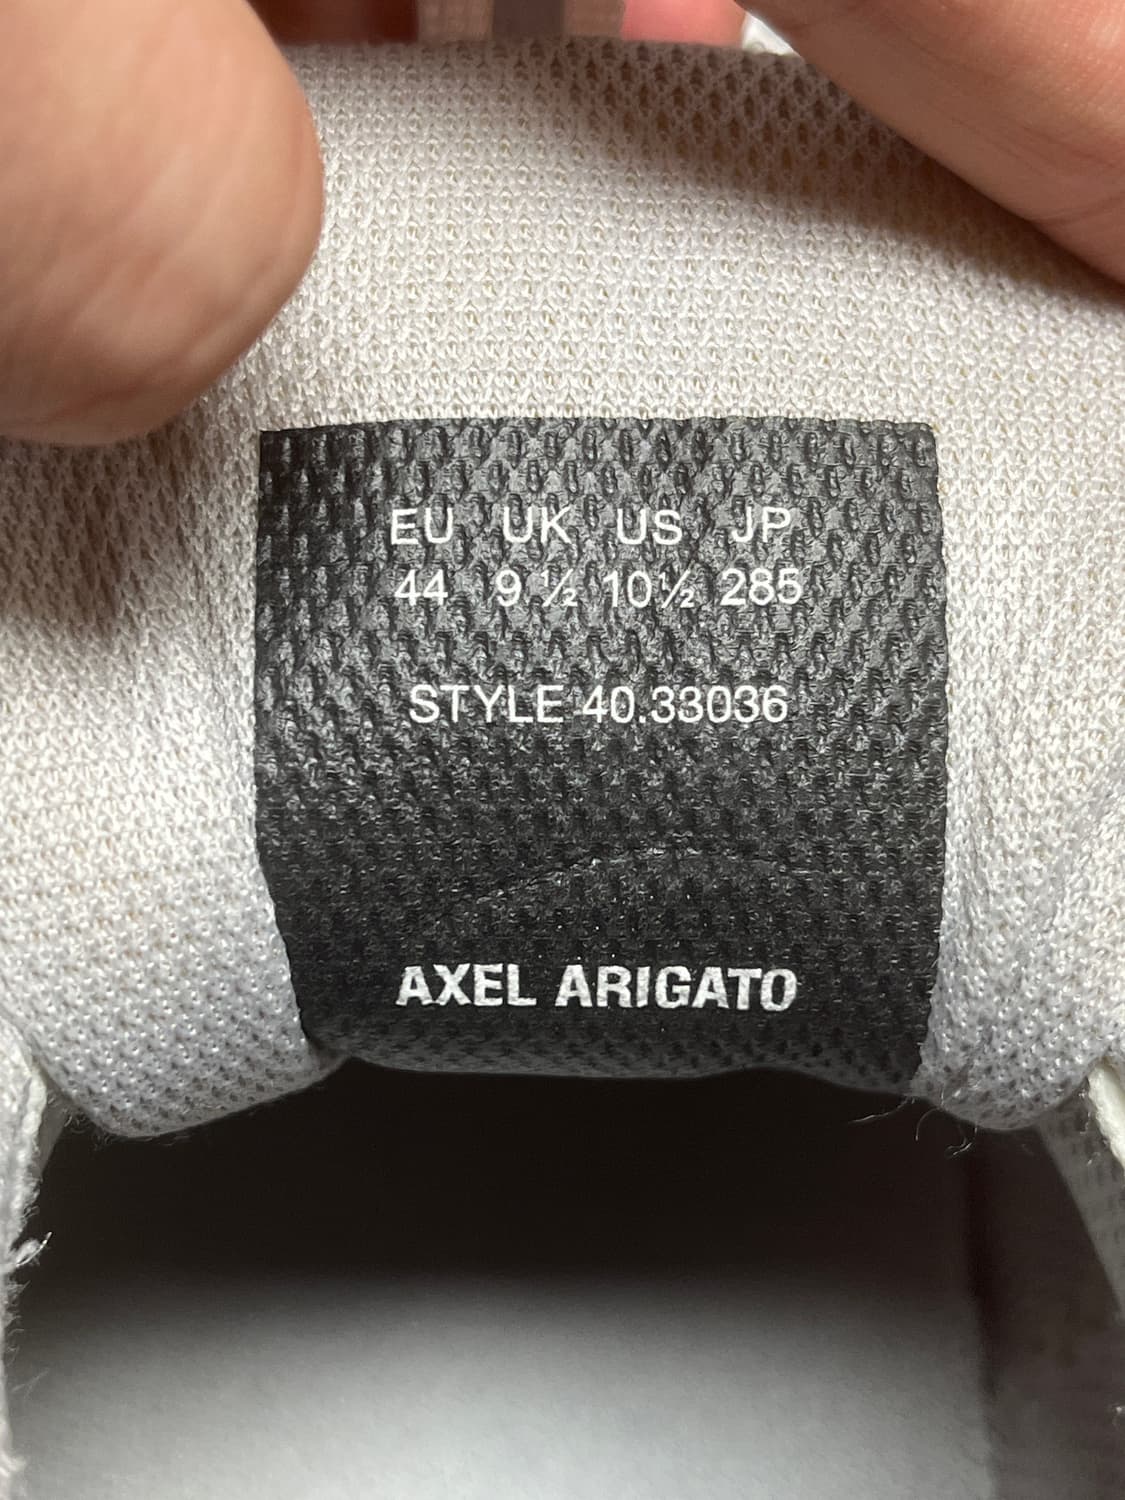 EU UK US JP
44 9 ½ 10½ 285
STYLE 40.33036
AXEL ARIGATO